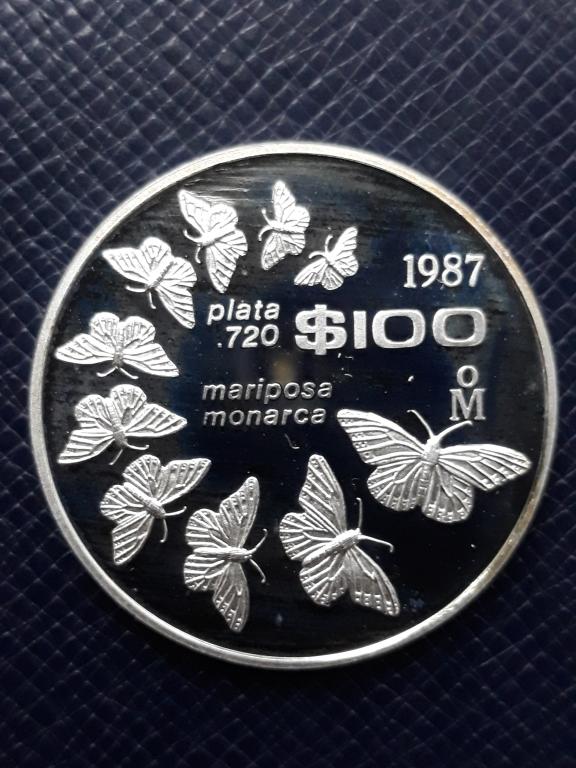 1987
plata
.720 $100
mariposa
monarca
oM